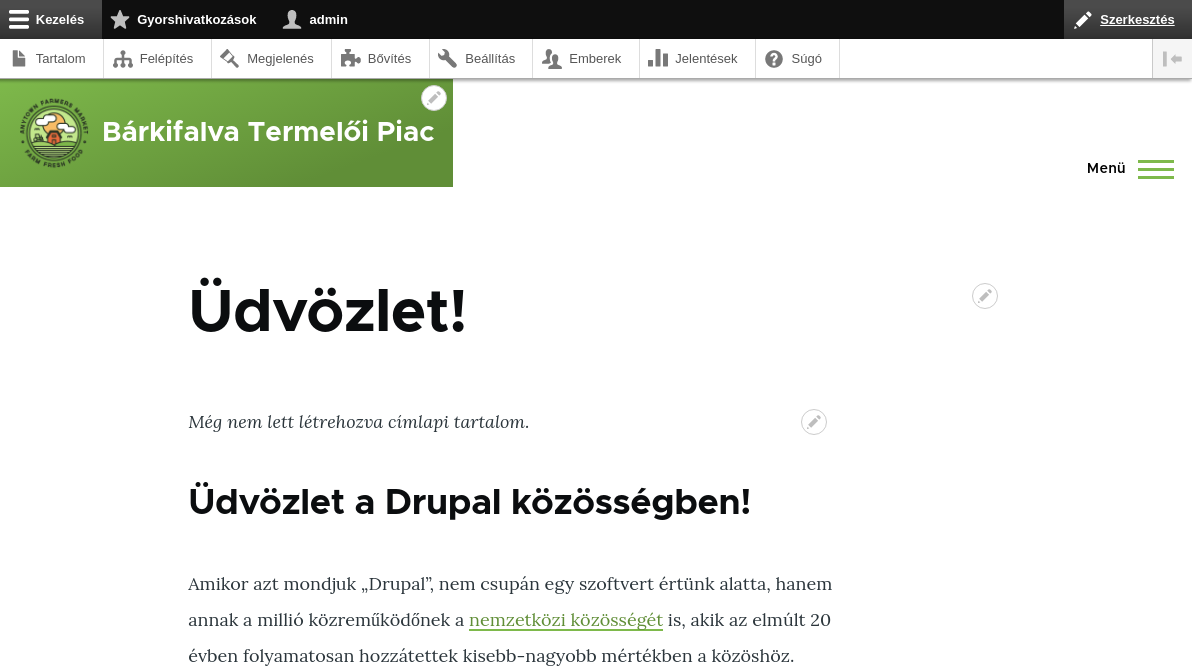 Kezelés Gyorshivatkozások admin Szerkesztés
Tartalom Felépítés Megjelenés Bővítés Beállítás Emberek Jelentések Súgó
ANYTOWN FARMERS MARKET
FARM FRESH FOOD
Bárkifalva Termelői Piac
Menü
Üdvözlet!
Még nem lett létrehozva címlapi tartalom.
Üdvözlet a Drupal közösségben!
Amikor azt mondjuk „Drupal”, nem csupán egy szoftvert értünk alatta, hanem
annak a millió közreműködőnek a nemzetközi közösségét is, akik az elmúlt 20
évben folyamatosan hozzátettek kisebb-nagyobb mértékben a közöshöz.